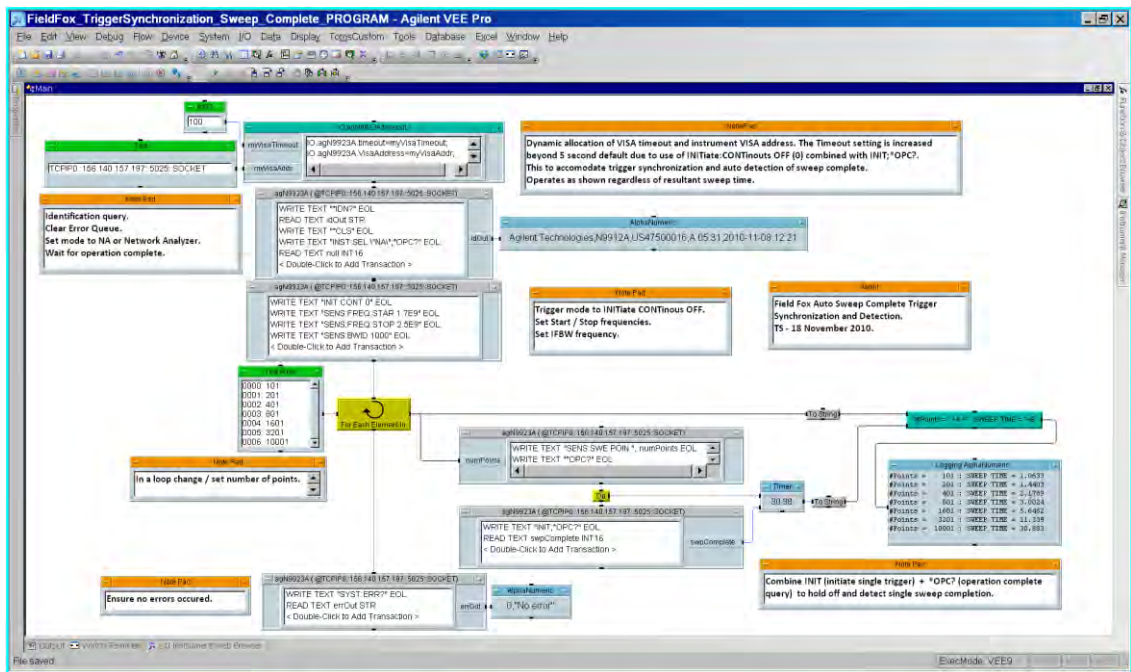 FieldFox_TriggerSynchronization_Sweep_Complete_PROGRAM - Agilent VEE Pro
File Edit View Debug Flow Device System I/O Data Display TomsCustom Tools Database Excel Window Help
Main
100
myVisaTimeout
IO.agN9923A.timeout=myVisaTimeout;
IO.agN9923A.VisaAddress=myVisaAddr;
myVisaAddr
TCPIP0::156.140.157.197::5025::SOCKET
Note Pad
Dynamic allocation of VISA timeout and instrument VISA address. The Timeout setting is increased
beyond 5 second default due to use of INITiate:CONTinouts OFF (0) combined with INIT;*OPC?.
This to accomodate trigger synchronization and auto detection of sweep complete.
Operates as shown regardless of resultant sweep time.
Note Pad
Identification query.
Clear Error Queue.
Set mode to NA or Network Analyzer.
Wait for operation complete.
agN9923A ( @TCPIP0::156.140.157.197::5025::SOCKET)
WRITE TEXT "*IDN?" EOL
READ TEXT idOut STR
WRITE TEXT "*CLS" EOL
WRITE TEXT "INST:SEL \"NA\";*OPC?" EOL
READ TEXT null INT16
< Double-Click to Add Transaction >
idOut
AlphaNumeric
Agilent Technologies,N9912A,US47500016,A.05.31,2010-11-08.12:21
agN9923A ( @TCPIP0::156.140.157.197::5025::SOCKET)
WRITE TEXT "INIT:CONT 0" EOL
WRITE TEXT "SENS:FREQ:STAR 1.7E9" EOL
WRITE TEXT "SENS:FREQ:STOP 2.5E9" EOL
WRITE TEXT "SENS:BWID 1000" EOL
< Double-Click to Add Transaction >
Note Pad
Trigger mode to INITiate CONTinous OFF.
Set Start / Stop frequencies.
Set IFBW frequency.
Field Fox Auto Sweep Complete Trigger
Synchronization and Detection.
TS - 18 November 2010.
0000: 101
0001: 201
0002: 401
0003: 801
0004: 1601
0005: 3201
0006: 10001
For Each Element In
To String
Note Pad
In a loop change / set number of points.
agN9923A ( @TCPIP0::156.140.157.197::5025::SOCKET)
numPoints
WRITE TEXT "SENS:SWE:POIN ", numPoints EOL
WRITE TEXT "*OPC?" EOL
Do
Timer
30.88
To String
Logging AlphaNumeric
#Points = 101 : SWEEP TIME = 1.0633
#Points = 201 : SWEEP TIME = 1.4403
#Points = 401 : SWEEP TIME = 2.1769
#Points = 801 : SWEEP TIME = 3.0024
#Points = 1601 : SWEEP TIME = 5.6462
#Points = 3201 : SWEEP TIME = 11.339
#Points = 10001 : SWEEP TIME = 30.883
agN9923A ( @TCPIP0::156.140.157.197::5025::SOCKET)
WRITE TEXT "INIT;*OPC?" EOL
READ TEXT swpComplete INT16
< Double-Click to Add Transaction >
swpComplete
Note Pad
Combine INIT (initiate single trigger) + *OPC? (operation complete
query) to hold off and detect single sweep completion.
Note Pad
Ensure no errors occured.
agN9923A ( @TCPIP0::156.140.157.197::5025::SOCKET)
WRITE TEXT "SYST:ERR?" EOL
READ TEXT errOut STR
< Double-Click to Add Transaction >
errOut
AlphaNumeric
0,"No error"
File saved.
ExecMode: VEE9